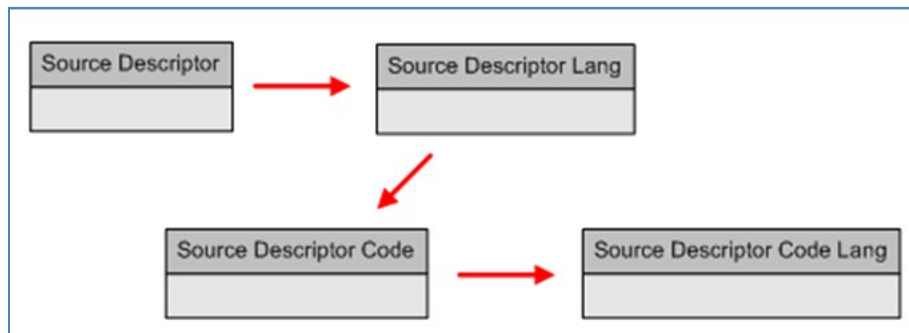 Source Descriptor
Source Descriptor Lang
Source Descriptor Code
Source Descriptor Code Lang